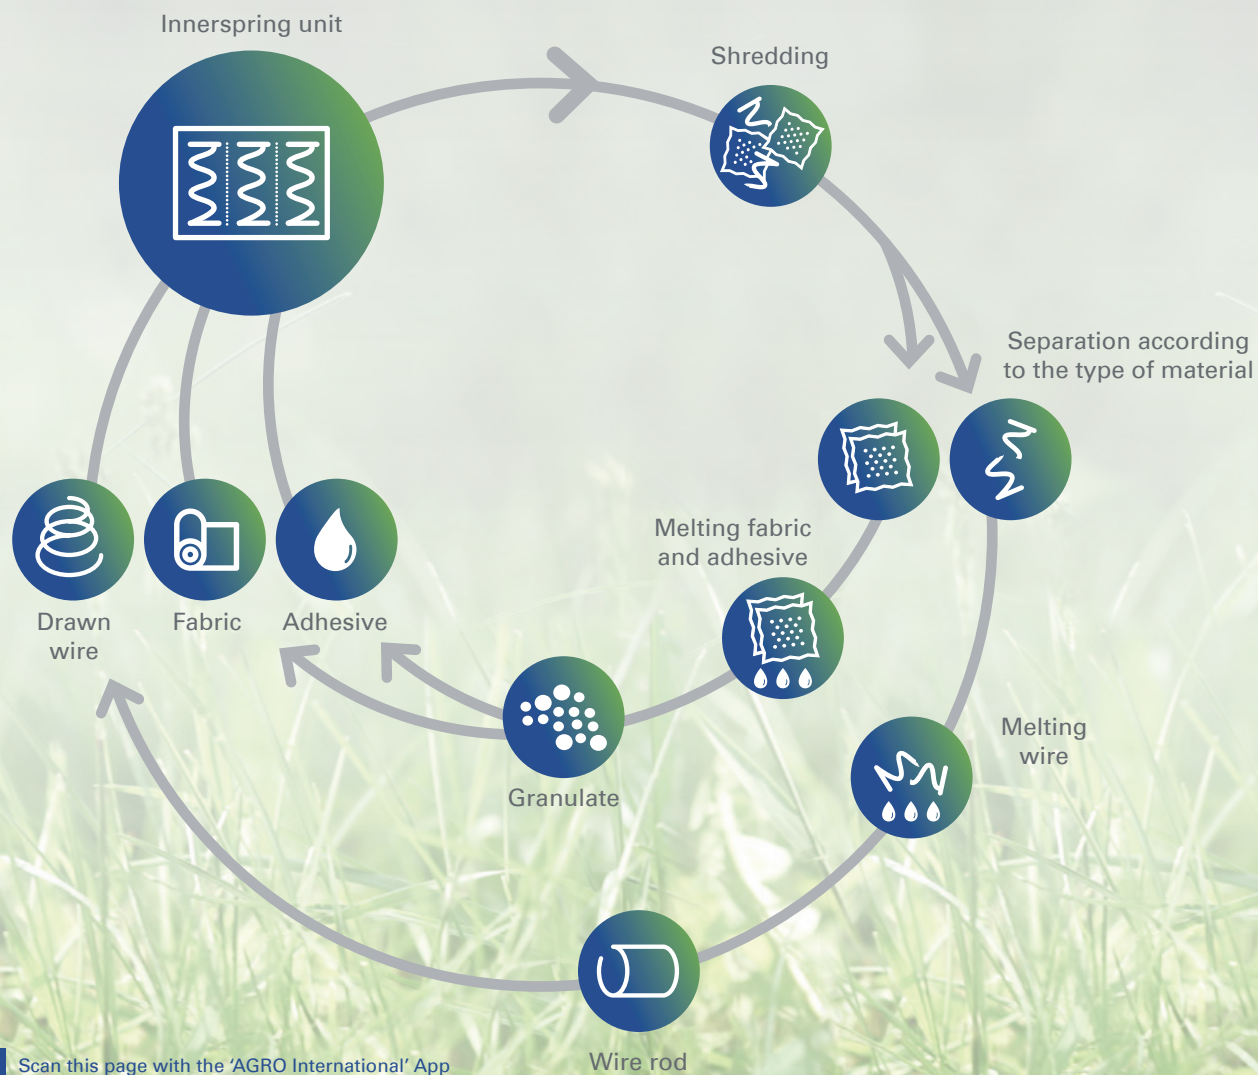 Innerspring unit
Shredding
Separation according
to the type of material
Melting fabric
and adhesive
Drawn
wire
Fabric
Adhesive
Melting
wire
Granulate
Wire rod
Scan this page with the ‘AGRO International’ App